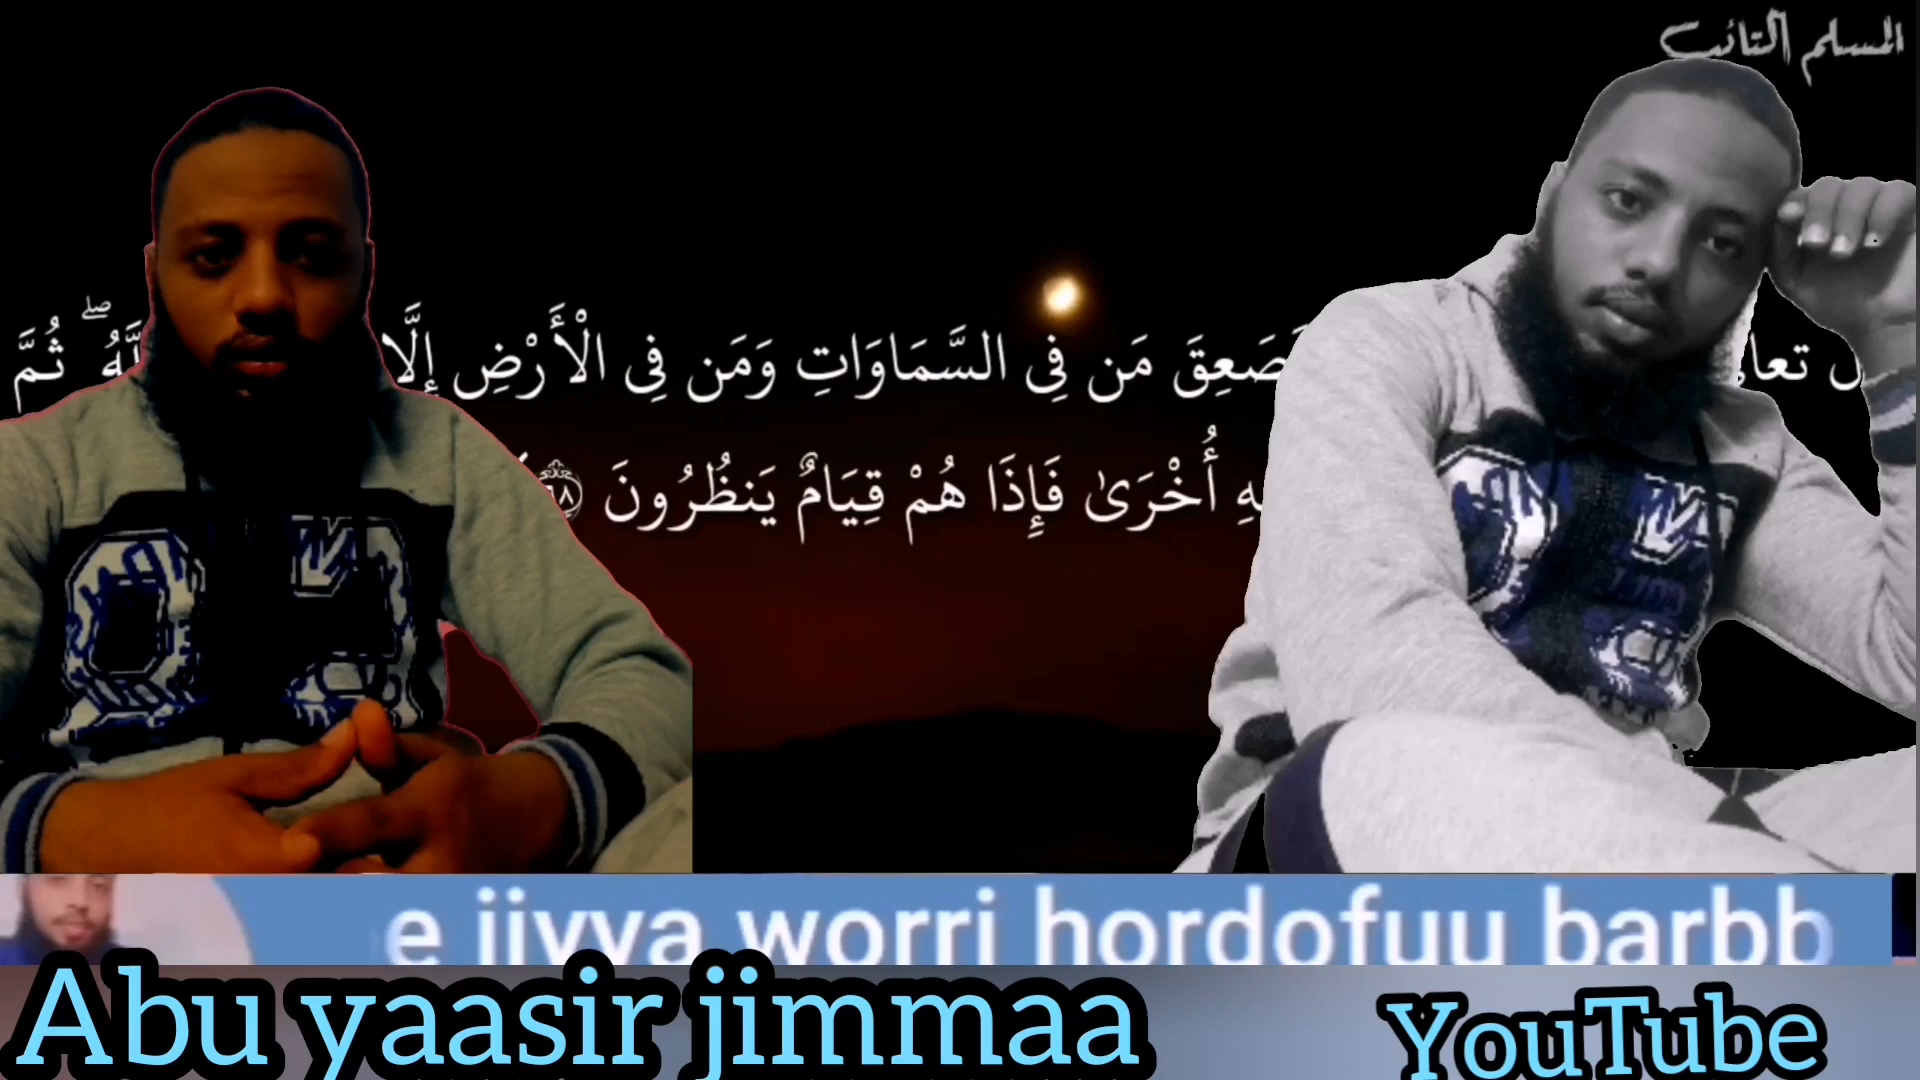 المسلم التائب
صَعِقَ مَن فِى السَّمَاوَاتِ وَمَن فِى الْأَرْضِ إِلَّا ثُمَّ
أُخْرَىٰ فَإِذَا هُمْ قِيَامٌ يَنظُرُونَ
e jiyya worri hordofuu barbb
Abu yaasir jimmaa
YouTube